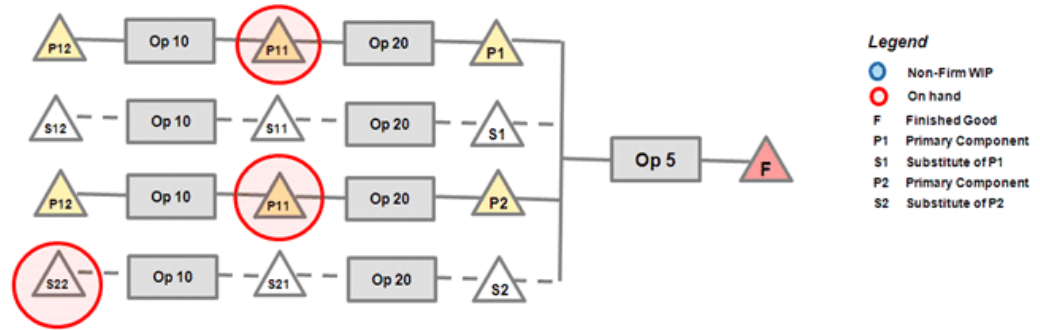 P12 Op 10 P11 Op 20 P1
S12 Op 10 S11 Op 20 S1
P12 Op 10 P11 Op 20 P2
S22 Op 10 S21 Op 20 S2
Op 5 F
Legend
Non-Firm WIP
On hand
F Finished Good
P1 Primary Component
S1 Substitute of P1
P2 Primary Component
S2 Substitute of P2